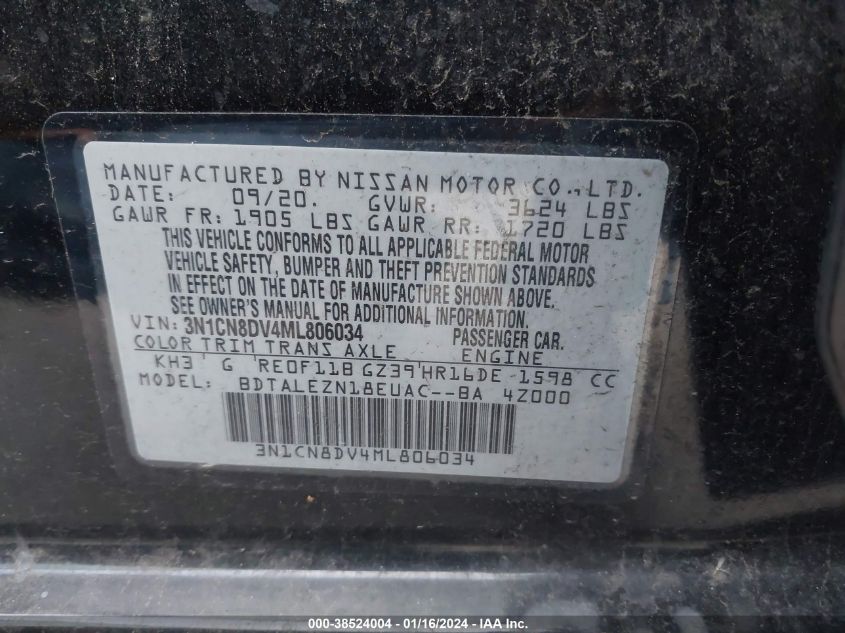 MANUFACTURED BY NISSAN MOTOR CO., LTD.
DATE: 09/20. GVWR: 3624 LBS
GAWR FR: 1905 LBS GAWR RR: 1720 LBS
THIS VEHICLE CONFORMS TO ALL APPLICABLE FEDERAL MOTOR
VEHICLE SAFETY, BUMPER AND THEFT PREVENTION STANDARDS
IN EFFECT ON THE DATE OF MANUFACTURE SHOWN ABOVE.
SEE OWNER'S MANUAL FOR ADDITIONAL INFORMATION.
VIN: 3N1CN8DV4ML806034 PASSENGER CAR.
COLOR TRIM TRANS AXLE ENGINE
KH3 G RE0F11B GZ39 HR16DE 1598 CC
MODEL: BDTALEZN18EUAC--BA 4Z000
3N1CN8DV4ML806034
000-38524004 - 01/16/2024 - IAA Inc.